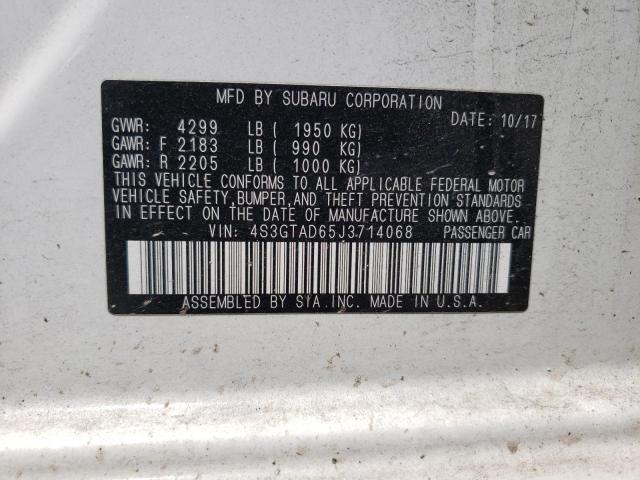 MFD BY SUBARU CORPORATION
DATE: 10/17
GVWR: 4299 LB ( 1950 KG)
GAWR: F 2183 LB ( 990 KG)
GAWR: R 2205 LB ( 1000 KG)
THIS VEHICLE CONFORMS TO ALL APPLICABLE FEDERAL MOTOR
VEHICLE SAFETY, BUMPER, AND THEFT PREVENTION STANDARDS
IN EFFECT ON THE DATE OF MANUFACTURE SHOWN ABOVE.
VIN: 4S3GTAD65J3714068 PASSENGER CAR
ASSEMBLED BY SIA INC. MADE IN U.S.A.